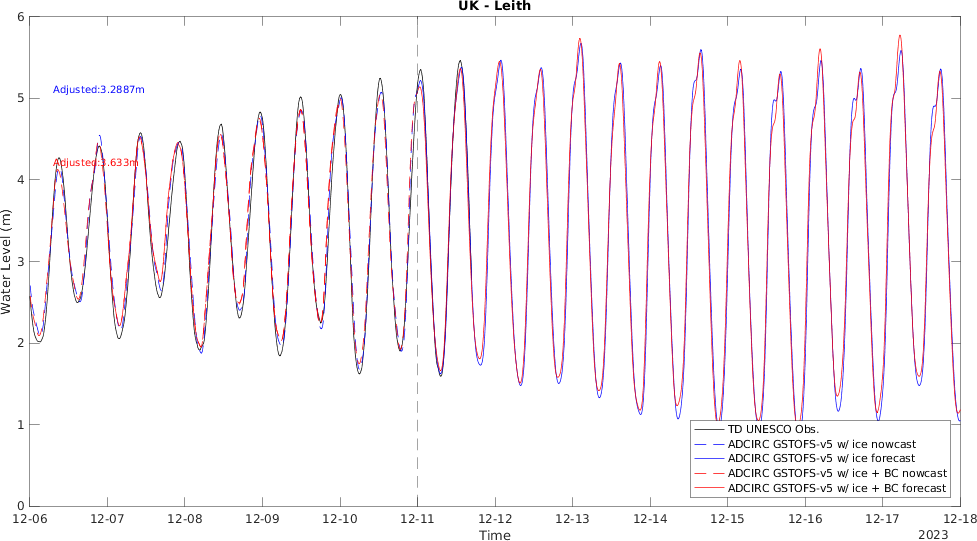 UK - Leith
6
5
4
3
2
1
0
Water Level (m)
Adjusted:3.2887m
Adjusted:3.633m
TD UNESCO Obs.
ADCIRC GSTOFS-v5 w/ ice nowcast
ADCIRC GSTOFS-v5 w/ ice forecast
ADCIRC GSTOFS-v5 w/ ice + BC nowcast
ADCIRC GSTOFS-v5 w/ ice + BC forecast
12-06 12-07 12-08 12-09 12-10 12-11 12-12 12-13 12-14 12-15 12-16 12-17 12-18
Time
2023